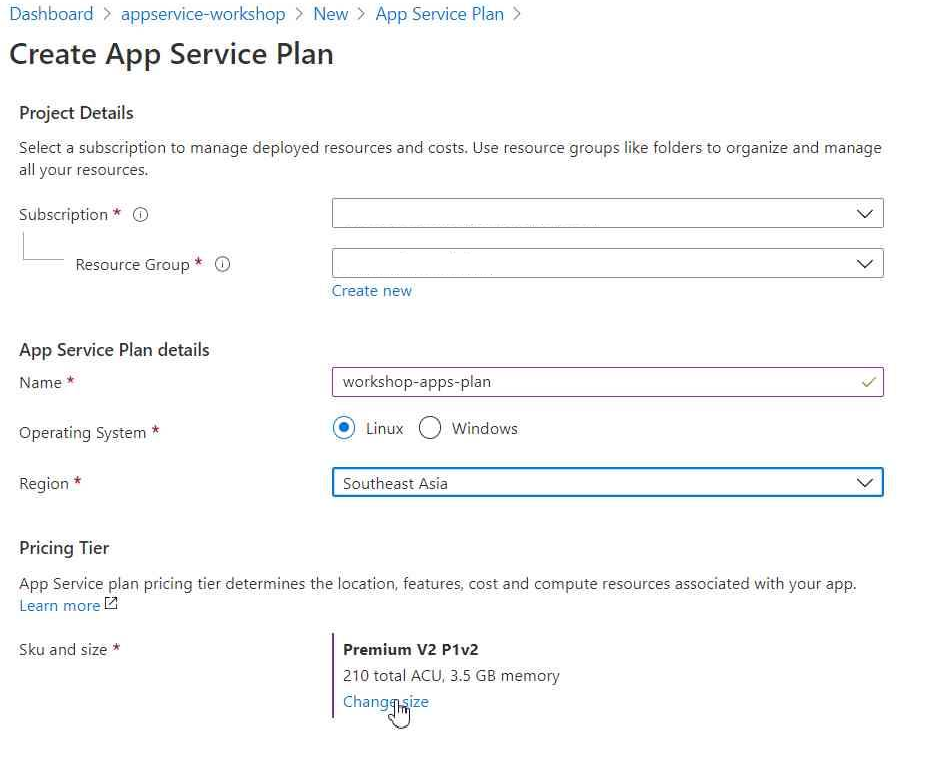 Dashboard > appservice-workshop > New > App Service Plan >
Create App Service Plan
Project Details
Select a subscription to manage deployed resources and costs. Use resource groups like folders to organize and manage
all your resources.
Subscription *
Resource Group *
Create new
App Service Plan details
Name * workshop-apps-plan
Operating System * Linux Windows
Region * Southeast Asia
Pricing Tier
App Service plan pricing tier determines the location, features, cost and compute resources associated with your app.
Learn more
Sku and size * Premium V2 P1v2
210 total ACU, 3.5 GB memory
Change size